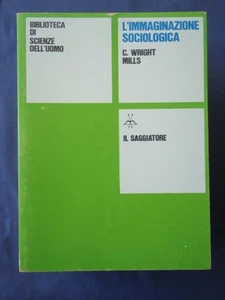 BIBLIOTECA
DI
SCIENZE
DELL'UOMO
L'IMMAGINAZIONE
SOCIOLOGICA
C. WRIGHT
MILLS
IL SAGGIATORE